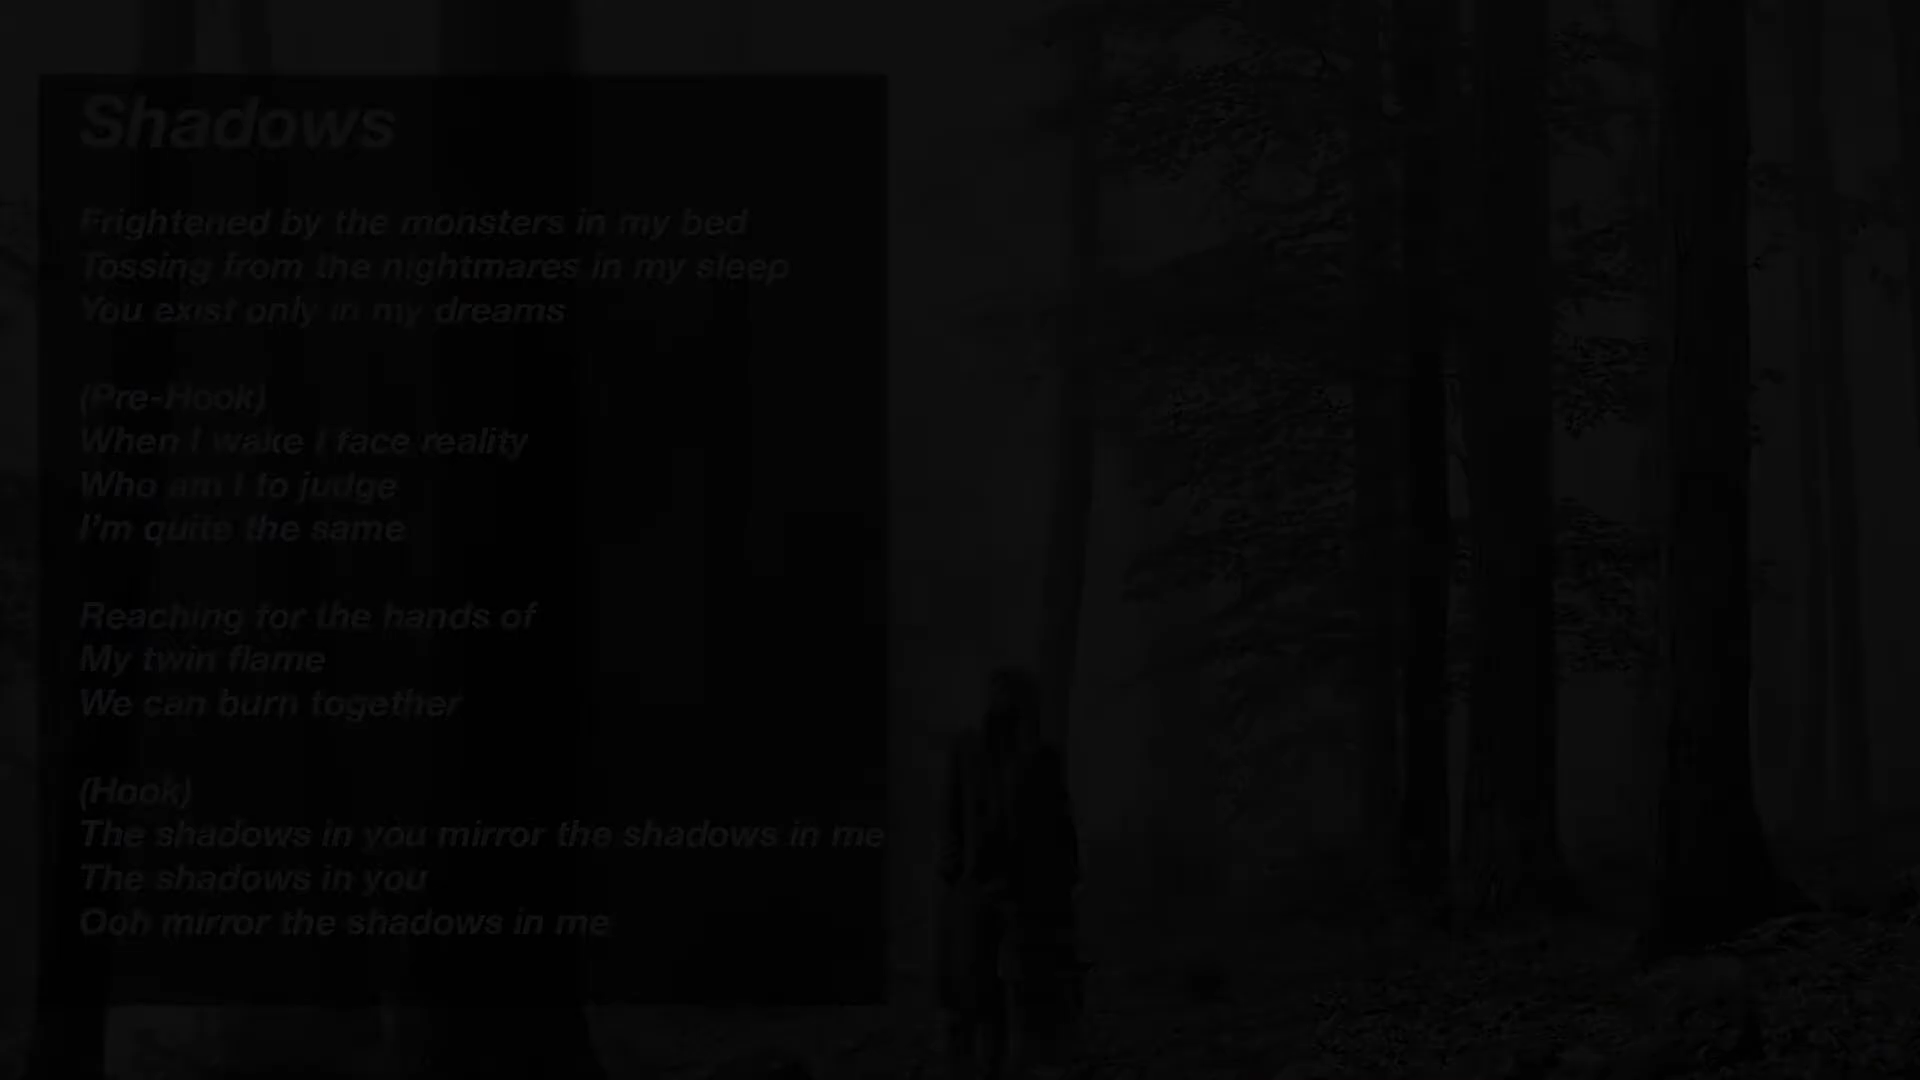 Shadows
Frightened by the monsters in my bed
Tossing from the nightmares in my sleep
You exist only in my dreams
(Pre-Hook)
When I wake I face reality
Who am I to judge
I'm quite the same
Reaching for the hands of
My twin flame
We can burn together
(Hook)
The shadows in you mirror the shadows in me
The shadows in you
Ooh mirror the shadows in me